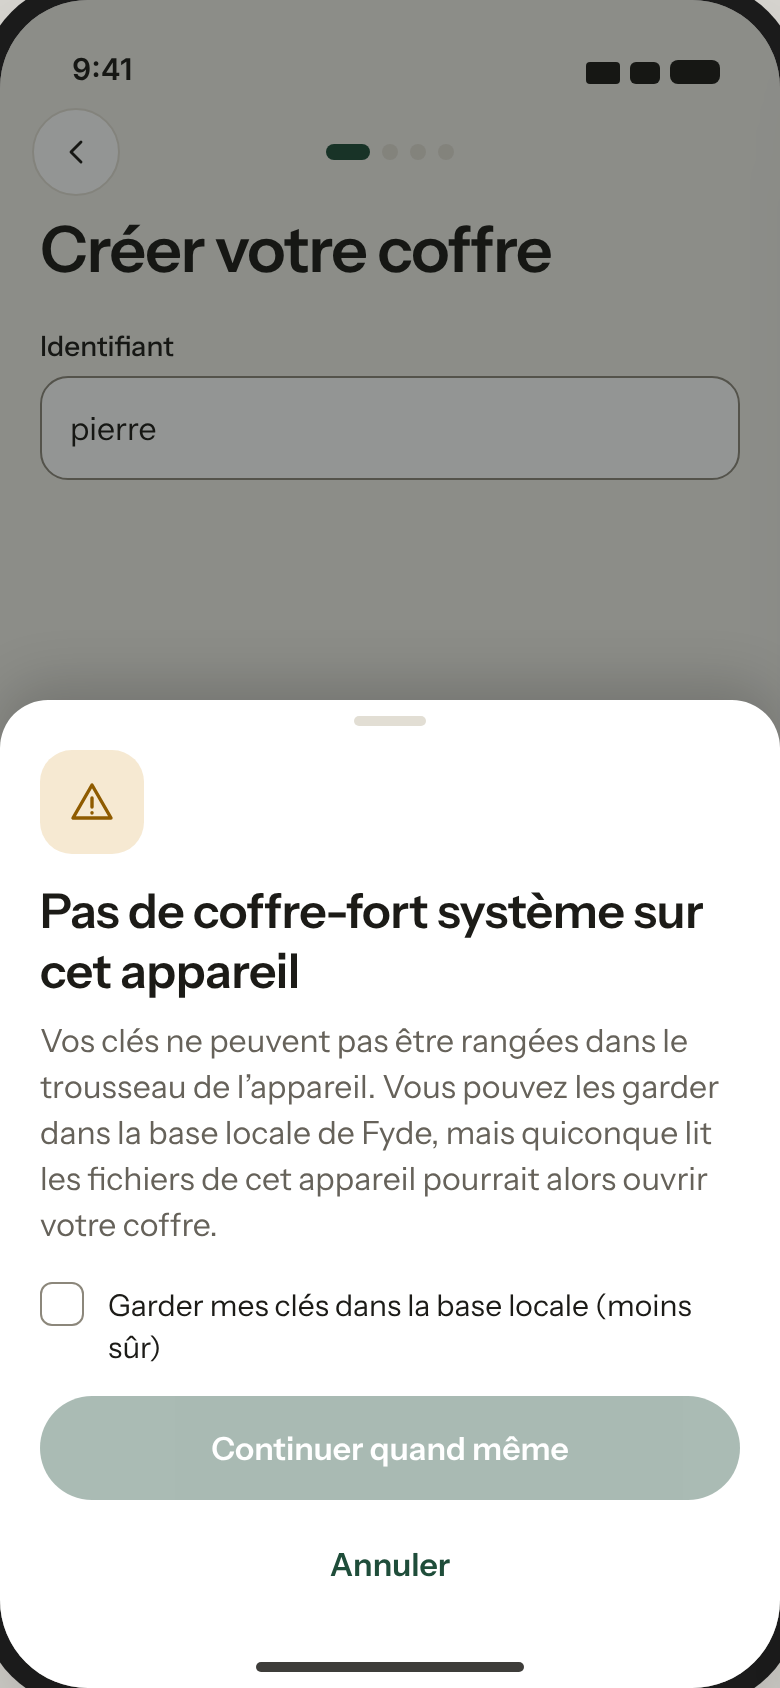 9:41
Créer votre coffre
Identifiant
pierre
Pas de coffre-fort système sur
cet appareil
Vos clés ne peuvent pas être rangées dans le
trousseau de l’appareil. Vous pouvez les garder
dans la base locale de Fyde, mais quiconque lit
les fichiers de cet appareil pourrait alors ouvrir
votre coffre.
Garder mes clés dans la base locale (moins
sûr)
Continuer quand même
Annuler